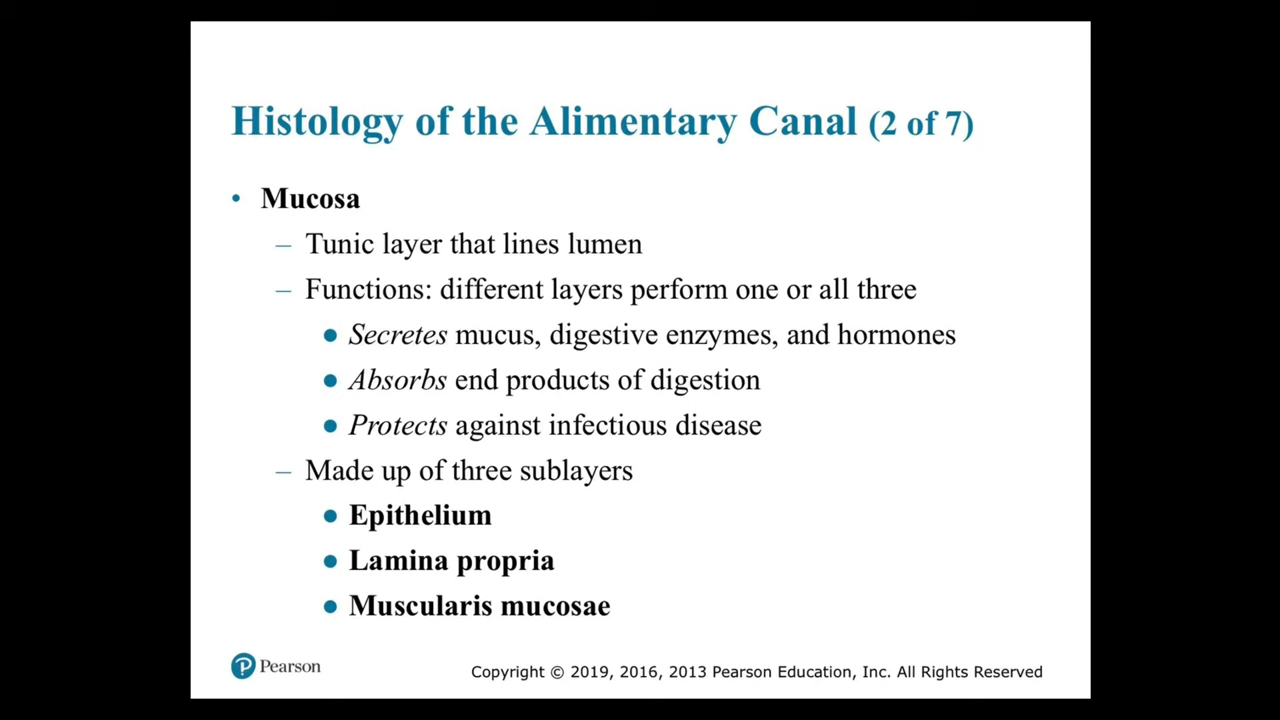 Histology of the Alimentary Canal (2 of 7)
• Mucosa
– Tunic layer that lines lumen
– Functions: different layers perform one or all three
● Secretes mucus, digestive enzymes, and hormones
● Absorbs end products of digestion
● Protects against infectious disease
– Made up of three sublayers
● Epithelium
● Lamina propria
● Muscularis mucosae
Pearson
Copyright © 2019, 2016, 2013 Pearson Education, Inc. All Rights Reserved